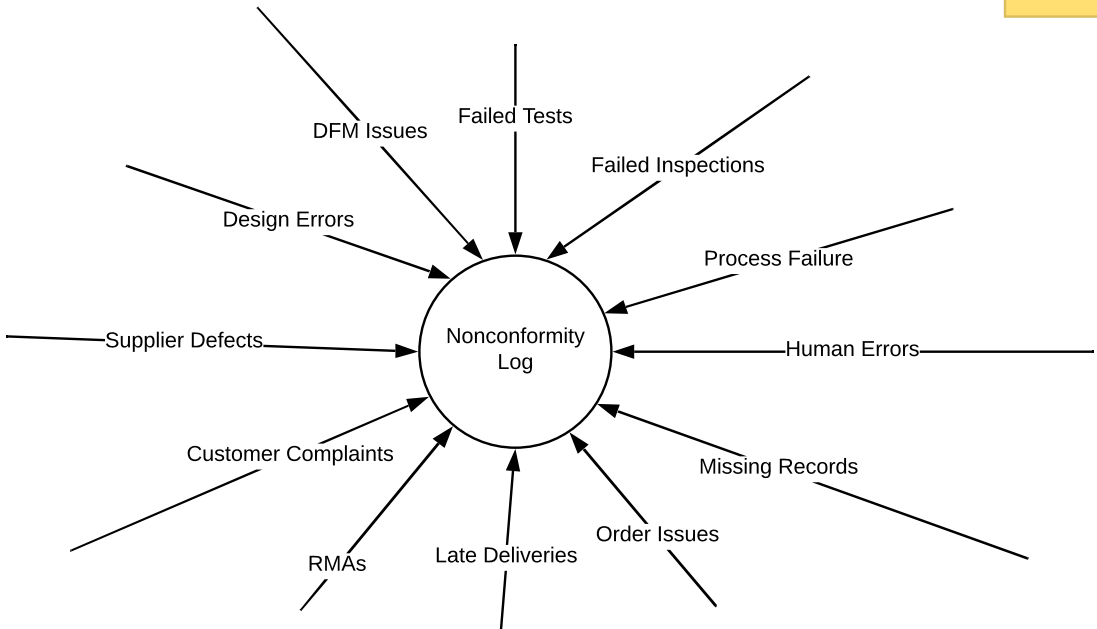 Failed Tests
DFM Issues
Failed Inspections
Design Errors
Process Failure
Nonconformity
Log
Supplier Defects
Human Errors
Customer Complaints
Missing Records
Order Issues
Late Deliveries
RMAs